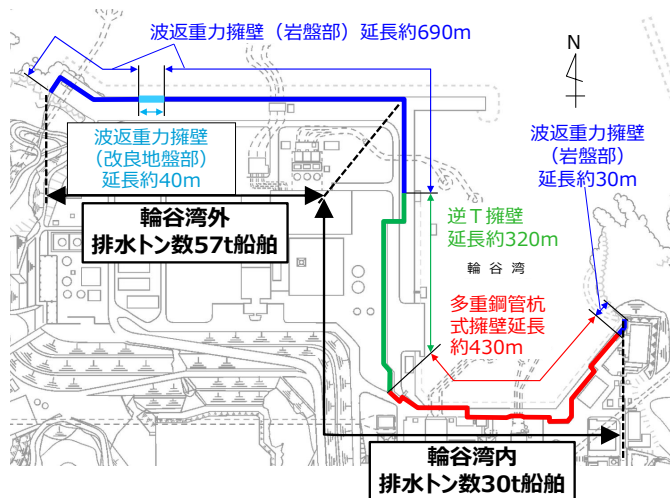 波返重力擁壁（岩盤部）延長約690m
N
波返重力擁壁
（改良地盤部）
延長約40m
波返重力擁壁
（岩盤部）
延長約30m
輪谷湾外
排水トン数57t船舶
逆T擁壁
延長約320m
輪谷湾
多重鋼管杭
式擁壁延長
約430m
輪谷湾内
排水トン数30t船舶